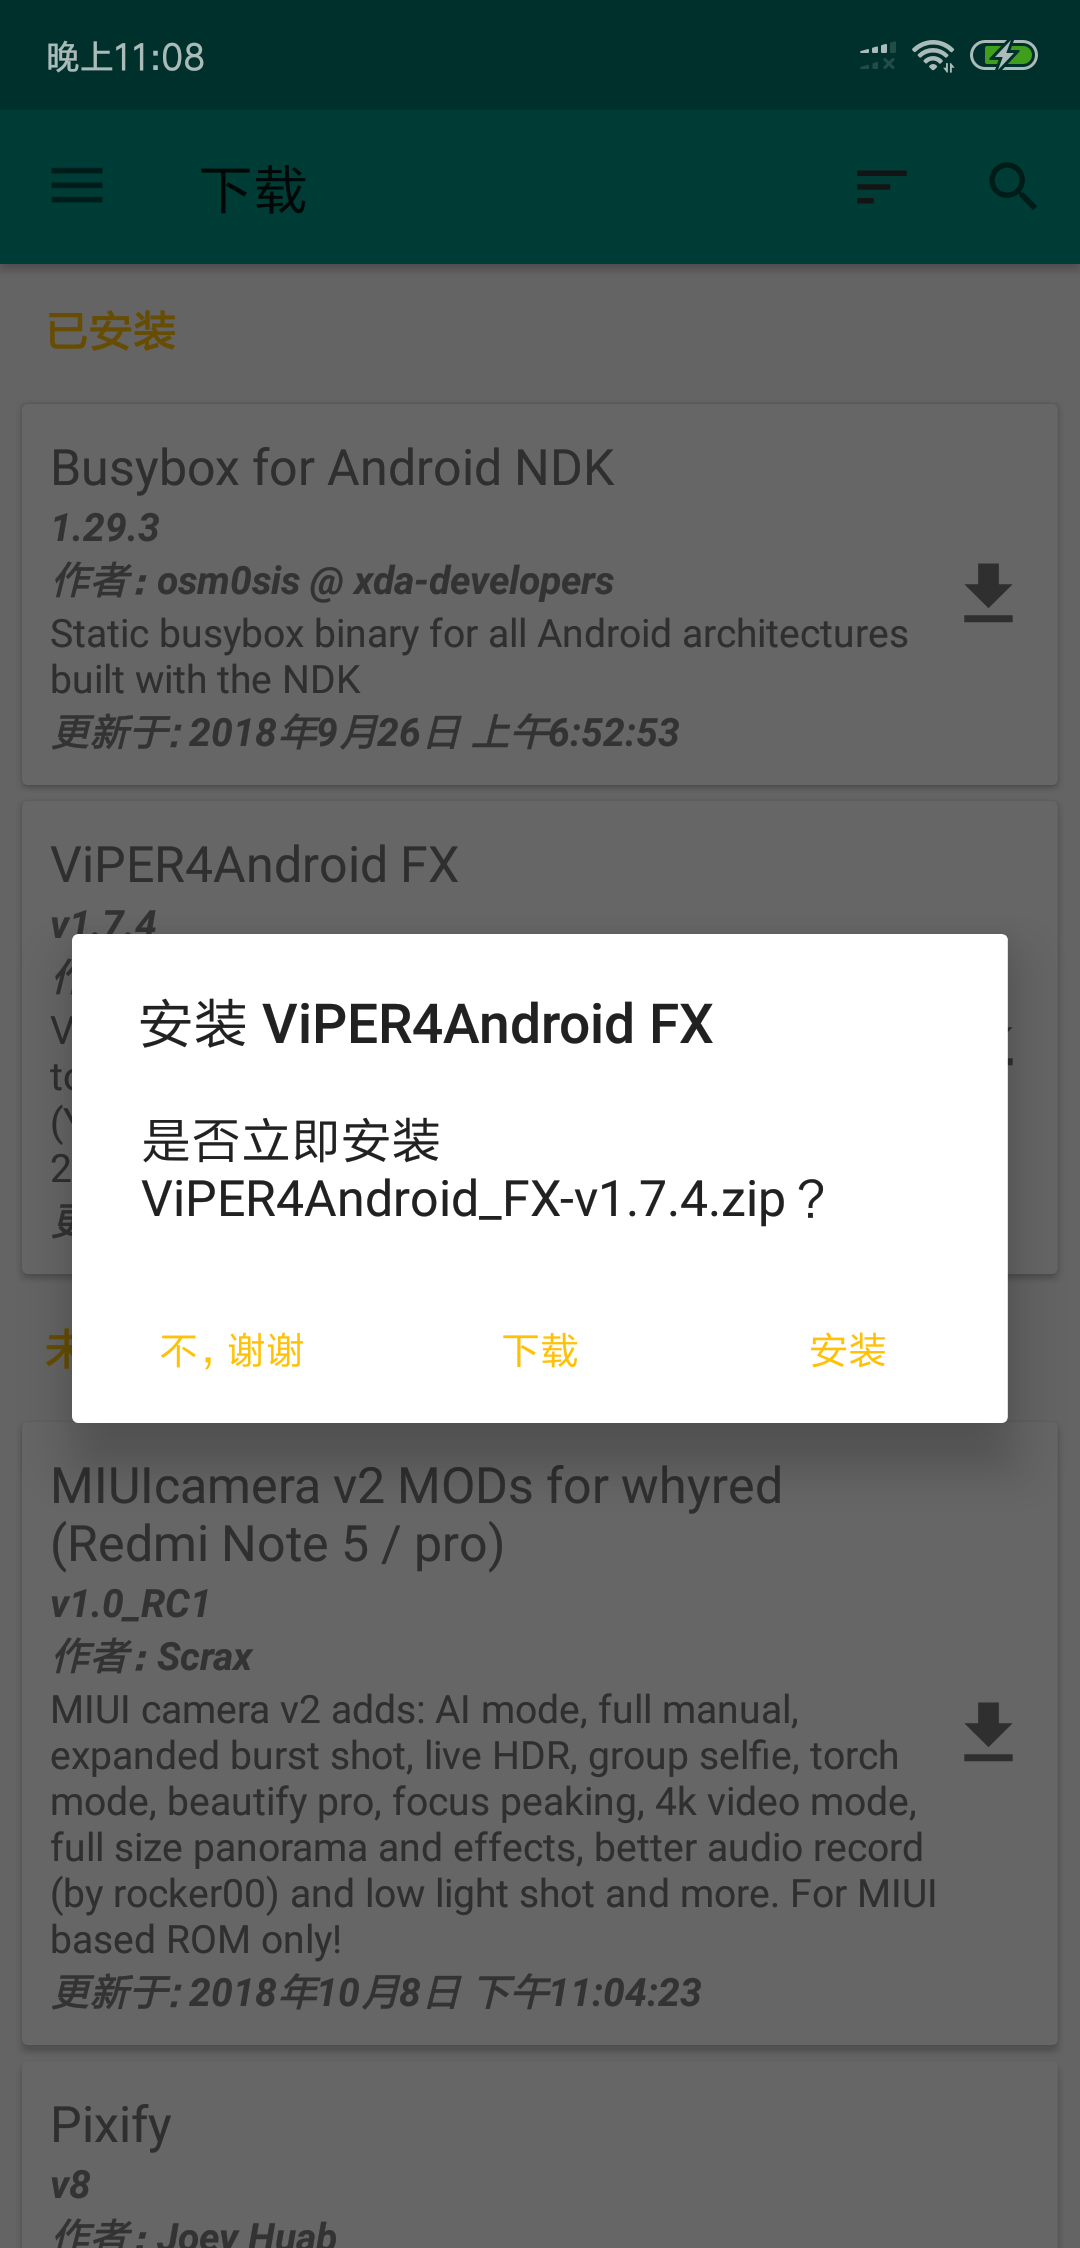 晚上11:08
下载
已安装
Busybox for Android NDK
1.29.3
作者: osm0sis @ xda-developers
Static busybox binary for all Android architectures
built with the NDK
更新于: 2018年9月26日 上午6:52:53
ViPER4Android FX
v1.7.4
安装 ViPER4Android FX
是否立即安装
ViPER4Android_FX-v1.7.4.zip？
不，谢谢
下载
安装
MIUIcamera v2 MODs for whyred
(Redmi Note 5 / pro)
v1.0_RC1
作者: Scrax
MIUI camera v2 adds: AI mode, full manual,
expanded burst shot, live HDR, group selfie, torch
mode, beautify pro, focus peaking, 4k video mode,
full size panorama and effects, better audio record
(by rocker00) and low light shot and more. For MIUI
based ROM only!
更新于: 2018年10月8日 下午11:04:23
Pixify
v8
作者: Joey Huab